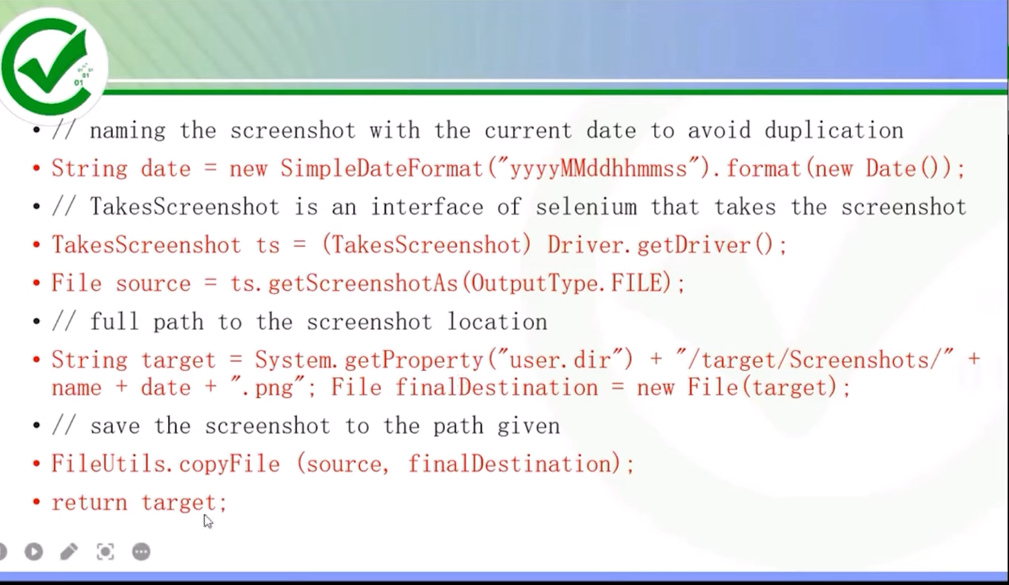 • // naming the screenshot with the current date to avoid duplication
• String date = new SimpleDateFormat("yyyyMMddhhmmss").format(new Date());
• // TakesScreenshot is an interface of selenium that takes the screenshot
• TakesScreenshot ts = (TakesScreenshot) Driver.getDriver();
• File source = ts.getScreenshotAs(OutputType.FILE);
• // full path to the screenshot location
• String target = System.getProperty("user.dir") + "/target/Screenshots/" +
name + date + ".png"; File finalDestination = new File(target);
• // save the screenshot to the path given
• FileUtils.copyFile (source, finalDestination);
• return target;